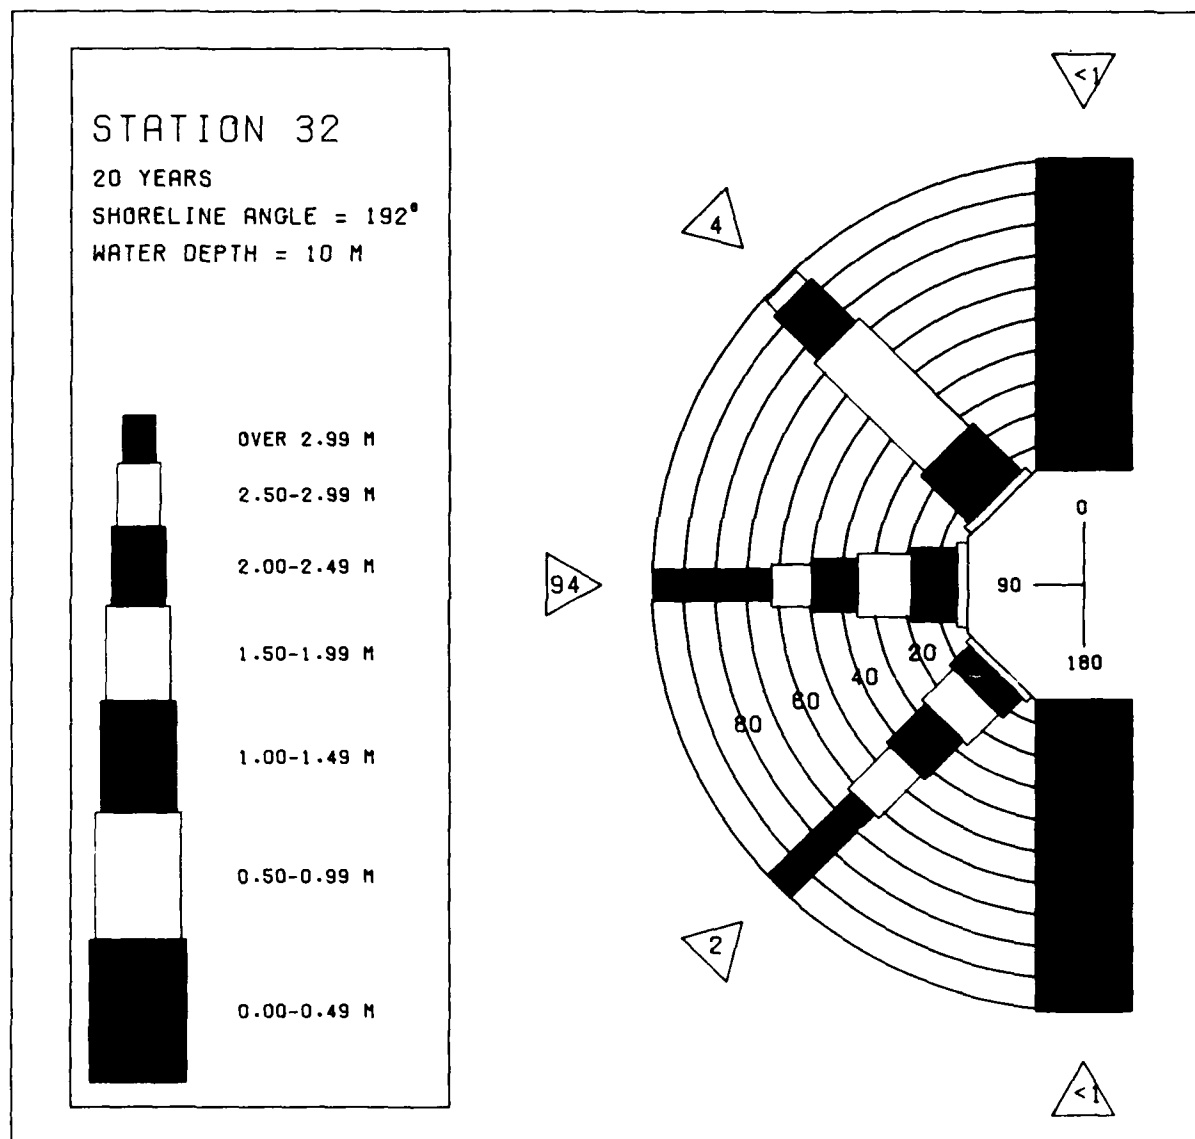 STATION 32
20 YEARS
SHORELINE ANGLE = 192°
WATER DEPTH = 10 M
OVER 2.99 M
2.50-2.99 M
2.00-2.49 M
1.50-1.99 M
1.00-1.49 M
0.50-0.99 M
0.00-0.49 M
<1
4
94
2
<1
0
90
180
20
40
60
80